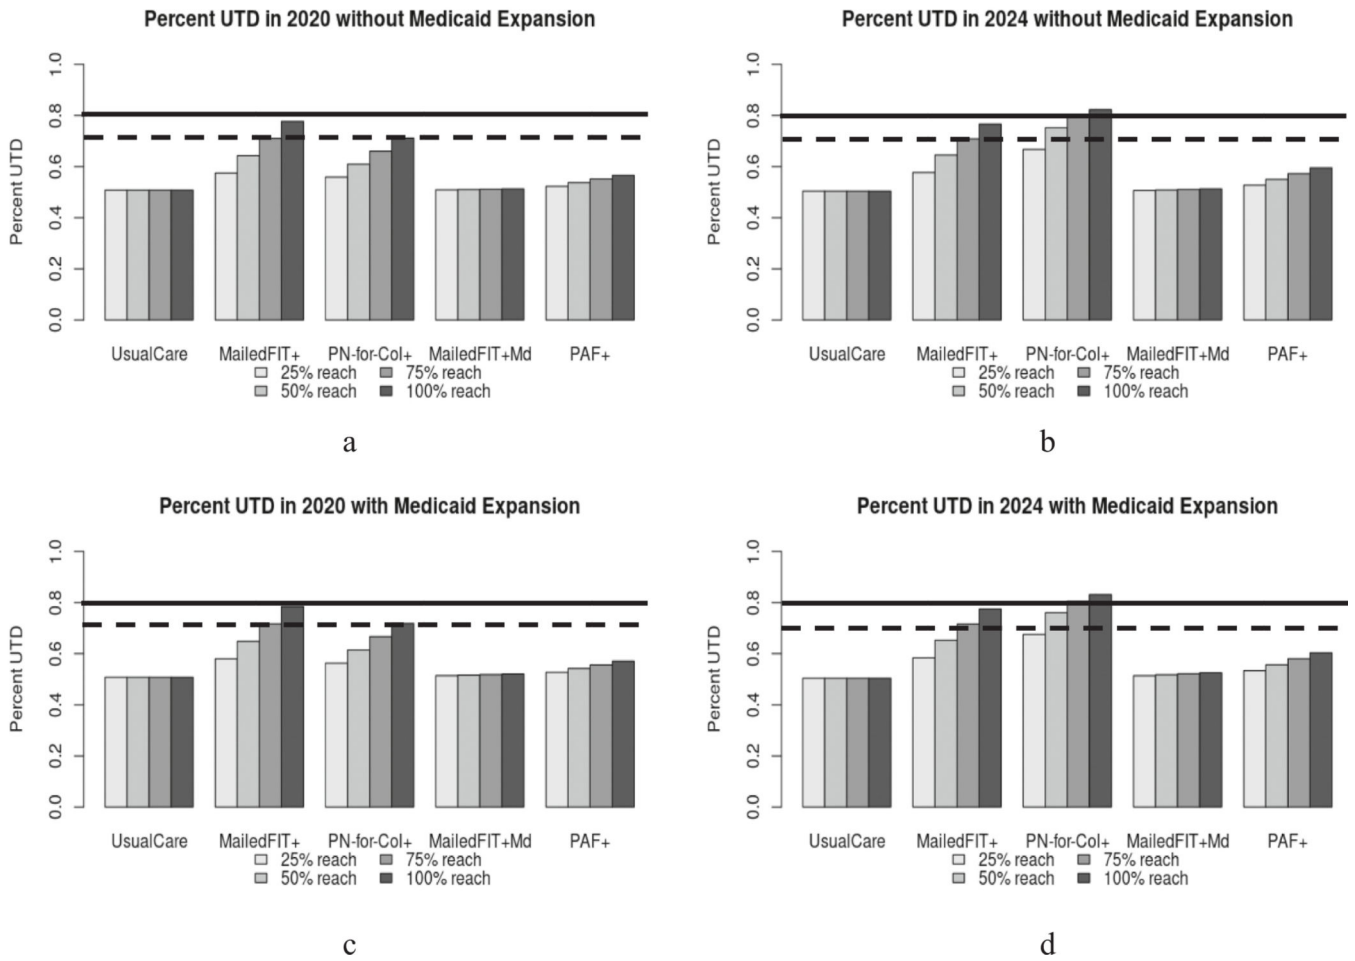 Percent UTD in 2020 without Medicaid Expansion
Percent UTD
0.0 0.2 0.4 0.6 0.8 1.0
UsualCare MailedFIT+ PN-for-Col+ MailedFIT+Md PAF+
25% reach 75% reach
50% reach 100% reach
a
Percent UTD in 2024 without Medicaid Expansion
Percent UTD
0.0 0.2 0.4 0.6 0.8 1.0
UsualCare MailedFIT+ PN-for-Col+ MailedFIT+Md PAF+
25% reach 75% reach
50% reach 100% reach
b
Percent UTD in 2020 with Medicaid Expansion
Percent UTD
0.0 0.2 0.4 0.6 0.8 1.0
UsualCare MailedFIT+ PN-for-Col+ MailedFIT+Md PAF+
25% reach 75% reach
50% reach 100% reach
c
Percent UTD in 2024 with Medicaid Expansion
Percent UTD
0.0 0.2 0.4 0.6 0.8 1.0
UsualCare MailedFIT+ PN-for-Col+ MailedFIT+Md PAF+
25% reach 75% reach
50% reach 100% reach
d